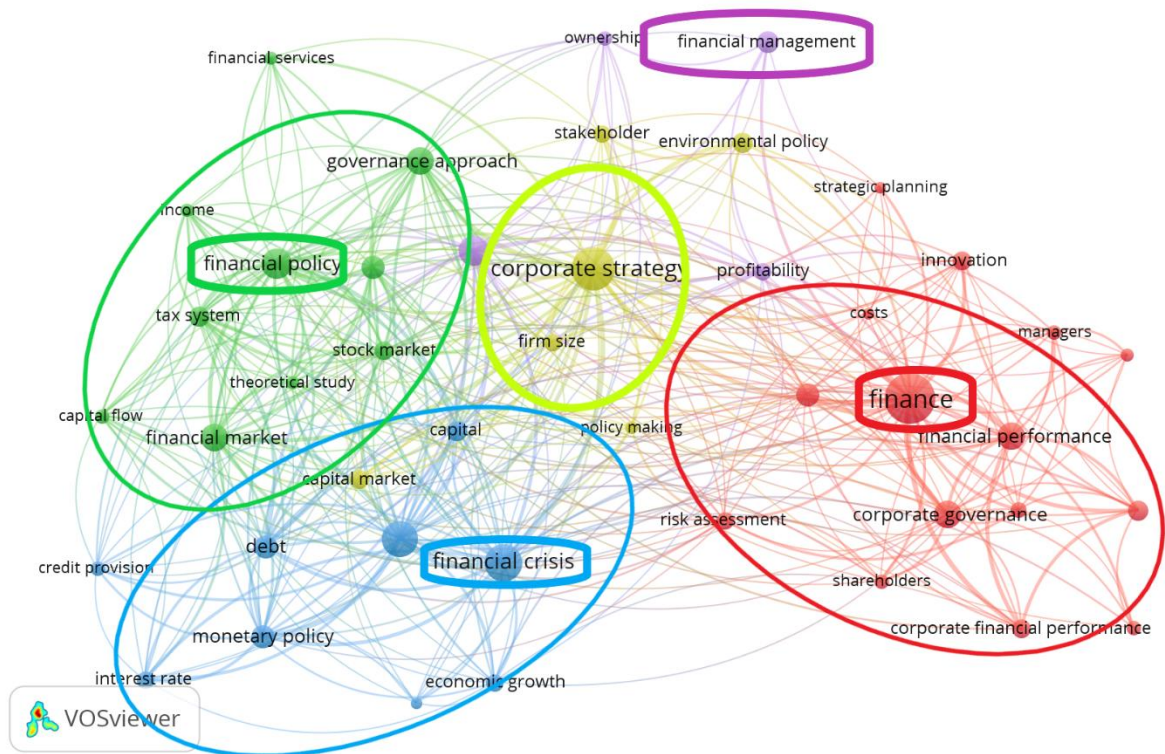 ownership
financial management
financial services
stakeholder
environmental policy
governance approach
strategic planning
income
financial policy
corporate strategy
profitability
innovation
tax system
costs
managers
firm size
stock market
theoretical study
finance
capital flow
financial market
capital
policy making
financial performance
capital market
risk assessment
corporate governance
debt
financial crisis
credit provision
shareholders
monetary policy
corporate financial performance
interest rate
economic growth
VOSviewer